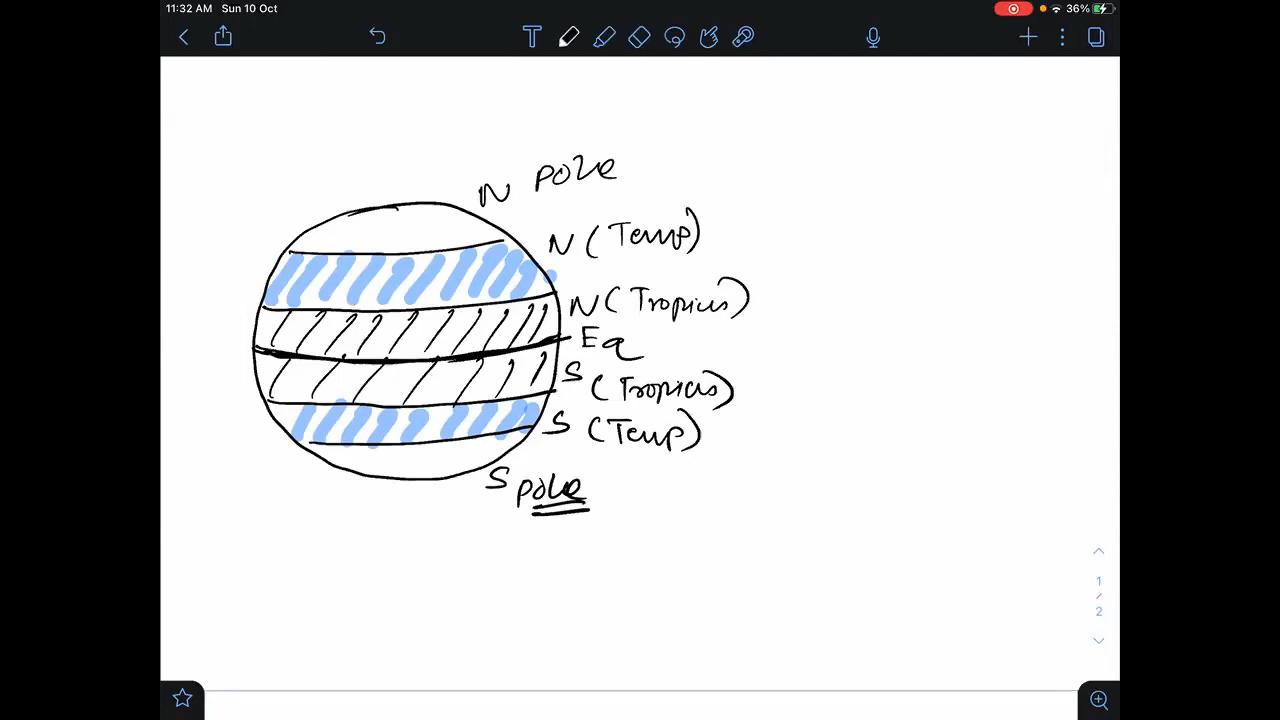 11:32 AM Sun 10 Oct
36%
T
N pole
N (Temp)
N (Tropics)
Eq
S (Tropics)
S (Temp)
S pole
1
2